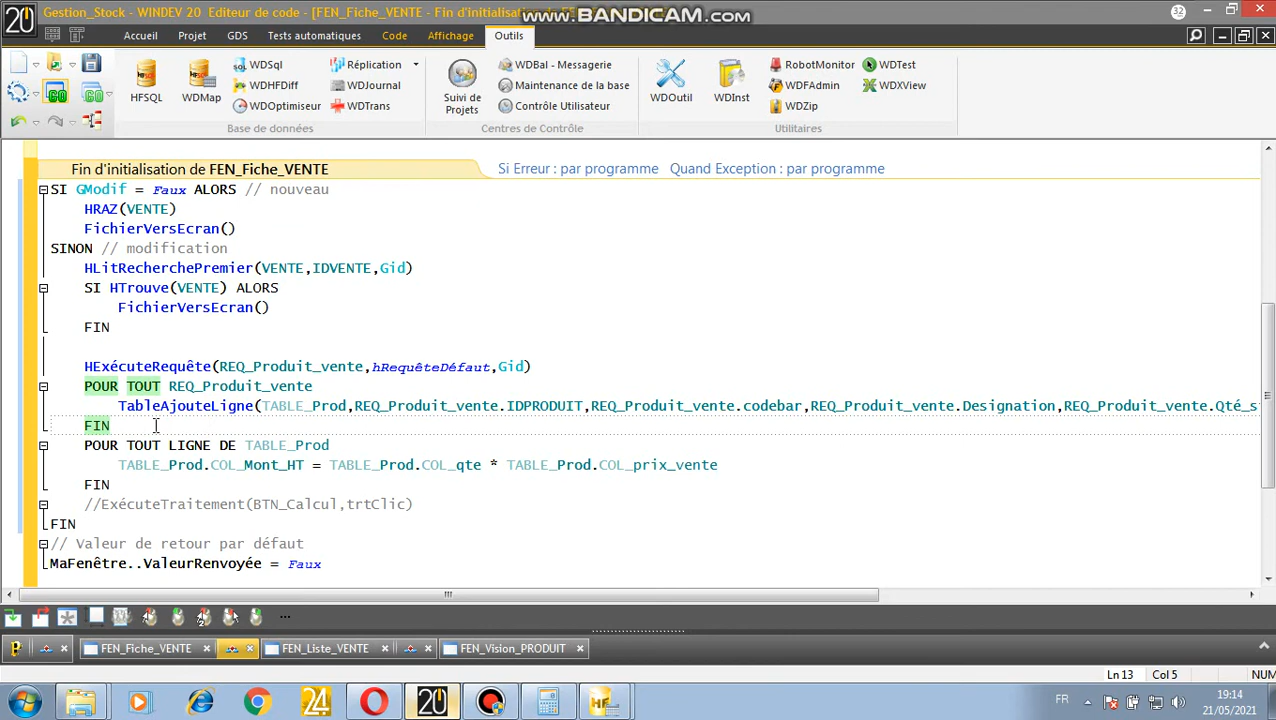 Gestion_Stock - WINDEV 20 Editeur de code - [FEN_Fiche_VENTE - Fin d'initialisation de
www.BANDICAM.com
32
20
Accueil Projet GDS Tests automatiques Code Affichage Outils
WDSql Réplication WDBal - Messagerie RobotMonitor WDTest
WDHFDiff WDJournal Maintenance de la base WDFAdmin WDXView
HFSQL WDMap WDOptimiseur WDTrans Suivi de Projets Contrôle Utilisateur WDOutil WDInst WDZip
Base de données Centres de Contrôle Utilitaires
Fin d'initialisation de FEN_Fiche_VENTE Si Erreur : par programme Quand Exception : par programme
SI GModif = Faux ALORS // nouveau
HRAZ(VENTE)
FichierVersEcran()
SINON // modification
HLitRecherchePremier(VENTE,IDVENTE,Gid)
SI HTrouve(VENTE) ALORS
FichierVersEcran()
FIN
HExécuteRequête(REQ_Produit_vente,hRequêteDéfaut,Gid)
POUR TOUT REQ_Produit_vente
TableAjouteLigne(TABLE_Prod,REQ_Produit_vente.IDPRODUIT,REQ_Produit_vente.codebar,REQ_Produit_vente.Designation,REQ_Produit_vente.Qté_s
FIN
POUR TOUT LIGNE DE TABLE_Prod
TABLE_Prod.COL_Mont_HT = TABLE_Prod.COL_qte * TABLE_Prod.COL_prix_vente
FIN
//ExécuteTraitement(BTN_Calcul,trtClic)
FIN
// Valeur de retour par défaut
MaFenêtre..ValeurRenvoyée = Faux
FEN_Fiche_VENTE FEN_Liste_VENTE FEN_Vision_PRODUIT
Ln 13 Col 5 NUM
FR 19:14
21/05/2021